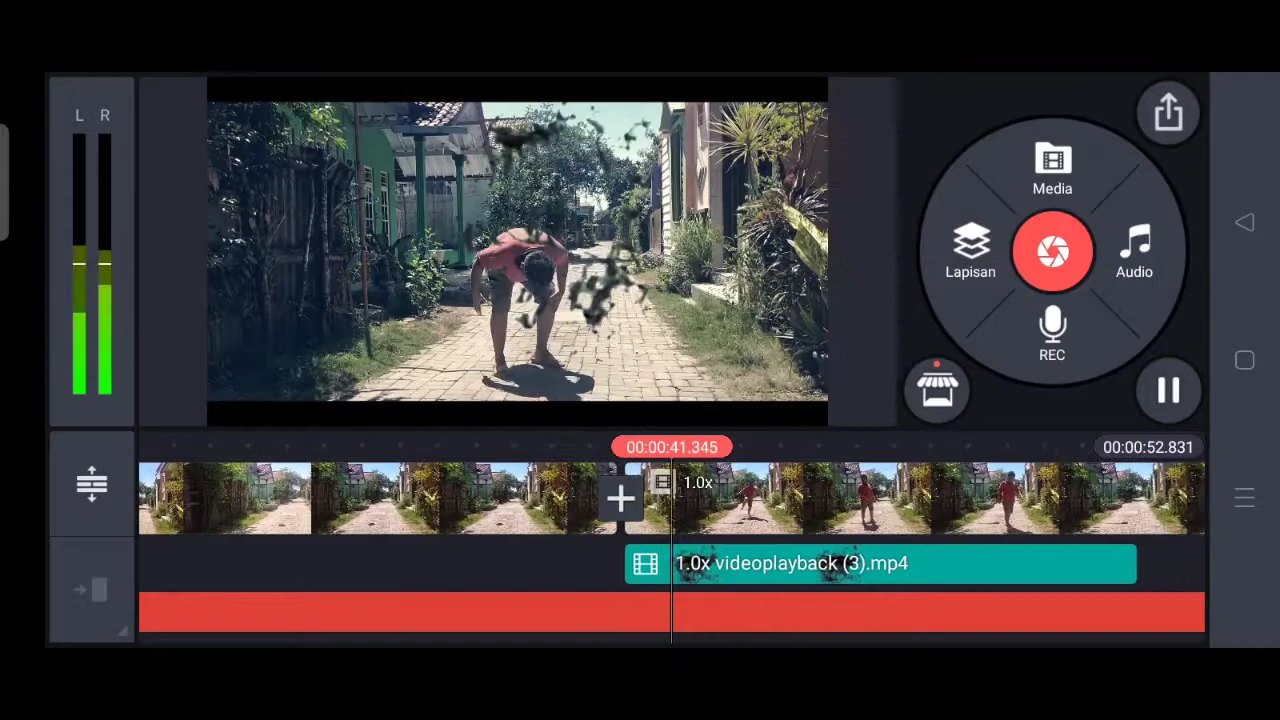 L R
Media
Lapisan
Audio
REC
00:00:41.345
00:00:52.831
1.0x
1.0x videoplayback (3).mp4